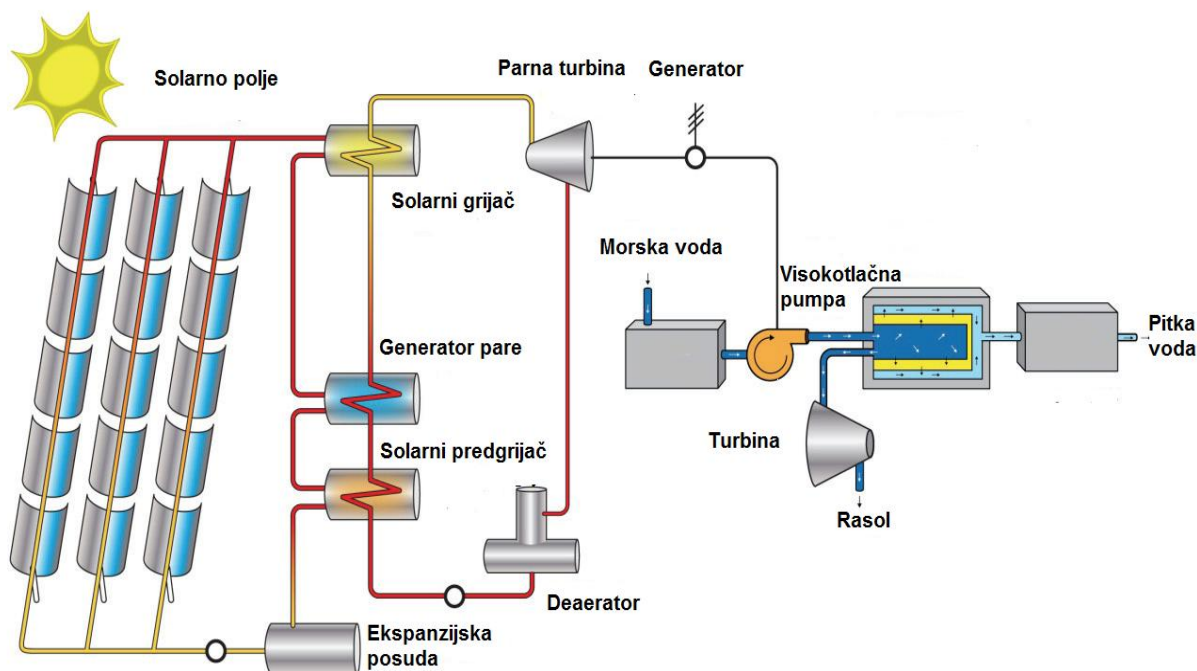 Solarno polje
Parna turbina
Generator
Solarni grijač
Morska voda
Visokotlačna
pumpa
Pitka
voda
Generator pare
Solarni predgrijač
Turbina
Rasol
Deaerator
Ekspanzijska
posuda